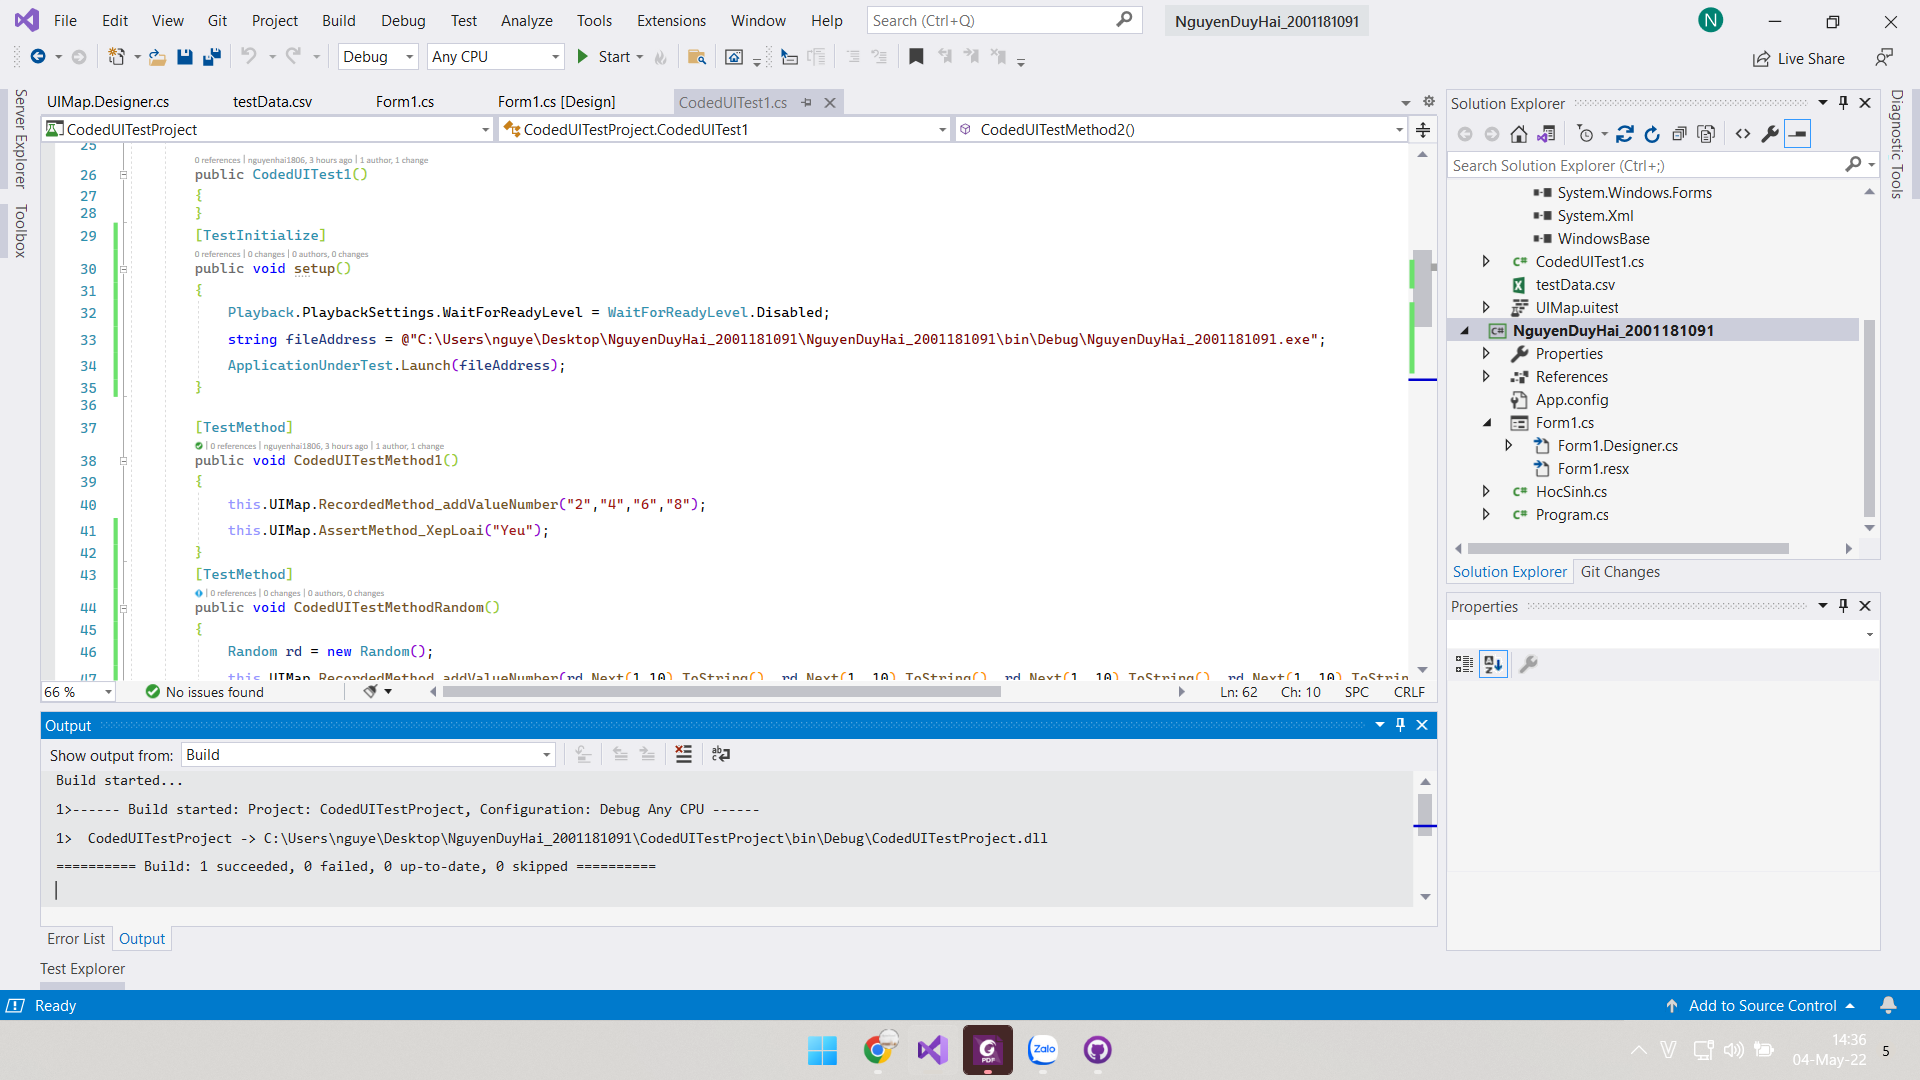 File Edit View Git Project Build Debug Test Analyze Tools Extensions Window Help Search (Ctrl+Q) NguyenDuyHai_2001181091 N
Debug Any CPU Start Live Share
Server Explorer
Toolbox
UIMap.Designer.cs testData.csv Form1.cs Form1.cs [Design] CodedUITest1.cs
CodedUITestProject CodedUITestProject.CodedUITest1 CodedUITestMethod2()
25
0 references | nguyenhai1806, 3 hours ago | 1 author, 1 change
26 public CodedUITest1()
27 {
28 }
29 [TestInitialize]
0 references | 0 changes | 0 authors, 0 changes
30 public void setup()
31 {
32 Playback.PlaybackSettings.WaitForReadyLevel = WaitForReadyLevel.Disabled;
33 string fileAddress = @"C:\Users\nguye\Desktop\NguyenDuyHai_2001181091\NguyenDuyHai_2001181091\bin\Debug\NguyenDuyHai_2001181091.exe";
34 ApplicationUnderTest.Launch(fileAddress);
35 }
36
37 [TestMethod]
| 0 references | nguyenhai1806, 3 hours ago | 1 author, 1 change
38 public void CodedUITestMethod1()
39 {
40 this.UIMap.RecordedMethod_addValueNumber("2","4","6","8");
41 this.UIMap.AssertMethod_XepLoai("Yeu");
42 }
43 [TestMethod]
| 0 references | 0 changes | 0 authors, 0 changes
44 public void CodedUITestMethodRandom()
45 {
46 Random rd = new Random();
47 this.UIMap.RecordedMethod_addValueNumber(rd.Next(1,10).ToString(), rd.Next(1, 10).ToString(), rd.Next(1, 10).ToString(), rd.Next(1, 10).ToStrin
66 % No issues found Ln: 62 Ch: 10 SPC CRLF
Output
Show output from: Build
Build started...
1>------ Build started: Project: CodedUITestProject, Configuration: Debug Any CPU ------
1>  CodedUITestProject -> C:\Users\nguye\Desktop\NguyenDuyHai_2001181091\CodedUITestProject\bin\Debug\CodedUITestProject.dll
========== Build: 1 succeeded, 0 failed, 0 up-to-date, 0 skipped ==========
Error List Output
Test Explorer
Solution Explorer
Search Solution Explorer (Ctrl+;)
System.Windows.Forms
System.Xml
WindowsBase
C# CodedUITest1.cs
testData.csv
UIMap.uitest
C# NguyenDuyHai_2001181091
Properties
References
App.config
Form1.cs
Form1.Designer.cs
Form1.resx
C# HocSinh.cs
C# Program.cs
Solution Explorer Git Changes
Properties
Diagnostic Tools
Ready Add to Source Control
PDF Zalo
14:36
04-May-22 5